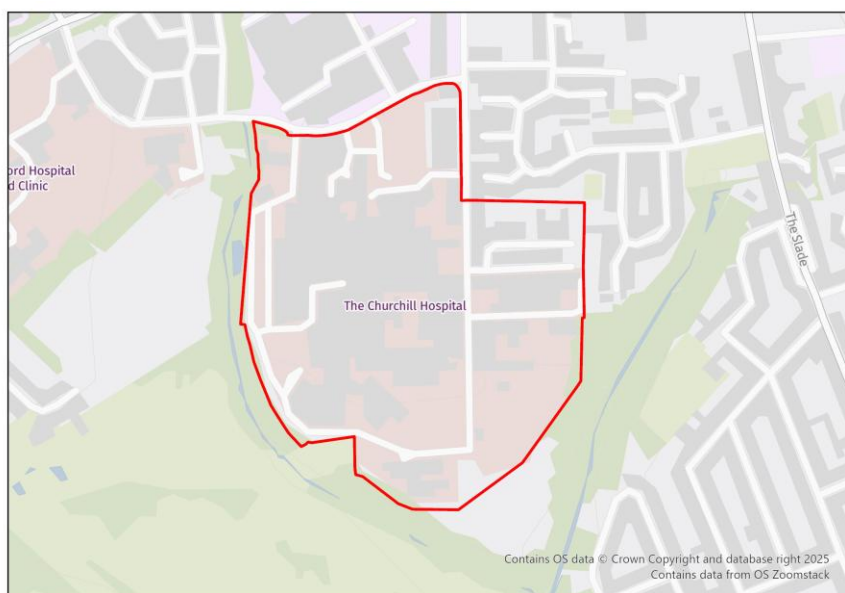 ord Hospital
d Clinic
The Churchill Hospital
The Slade
Contains OS data © Crown Copyright and database right 2025
Contains data from OS Zoomstack